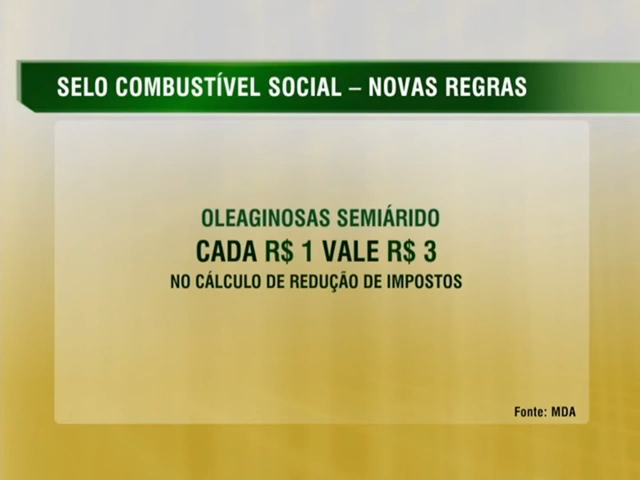 SELO COMBUSTÍVEL SOCIAL – NOVAS REGRAS
OLEAGINOSAS SEMIÁRIDO
CADA R$ 1 VALE R$ 3
NO CÁLCULO DE REDUÇÃO DE IMPOSTOS
Fonte: MDA